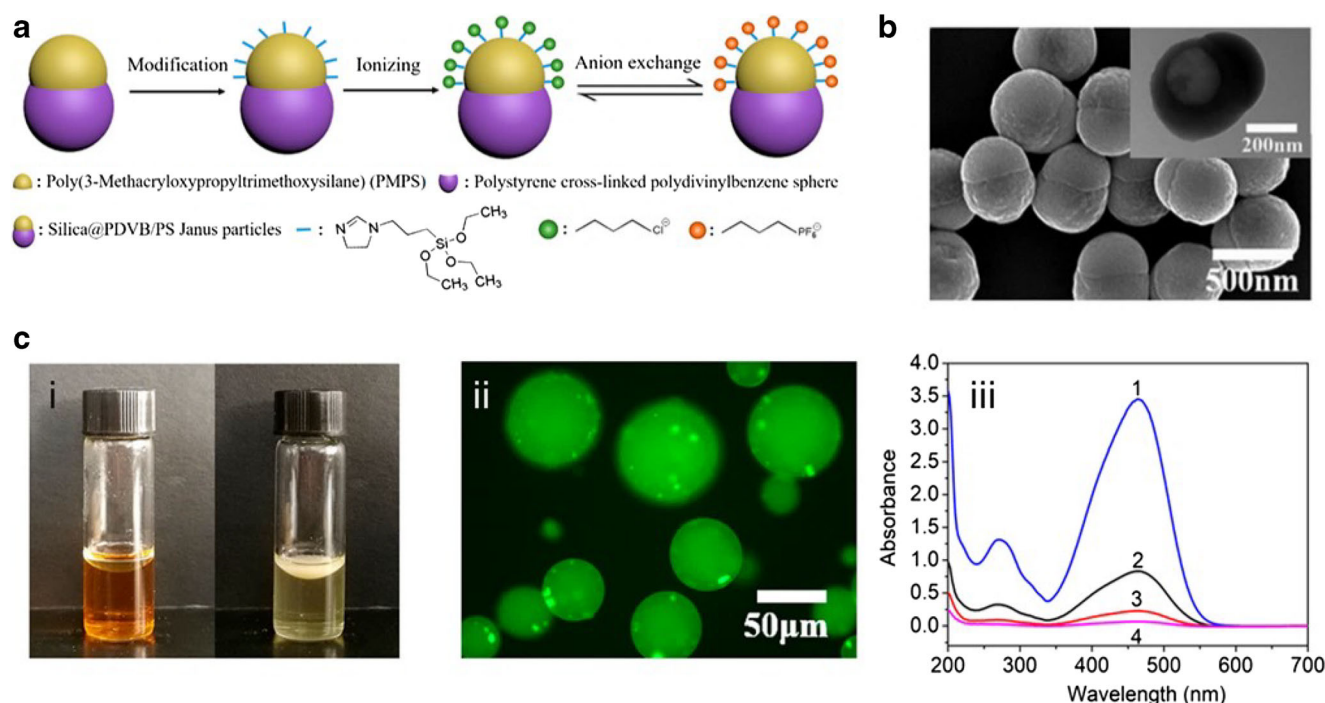 a
Modification
Ionizing
Anion exchange
: Poly(3-Methacryloxypropyltrimethoxysilane) (PMPS)
: Polystyrene cross-linked polydivinylbenzene sphere
: Silica@PDVB/PS Janus particles
:
N
N
Si
O
O
O
CH₃
CH₃
CH₃
:
Cl⊖
:
PF₆⊖
b
200nm
500nm
c
i
ii
50μm
iii
Absorbance
4.0
3.5
3.0
2.5
2.0
1.5
1.0
0.5
0.0
1
2
3
4
200 300 400 500 600 700
Wavelength (nm)